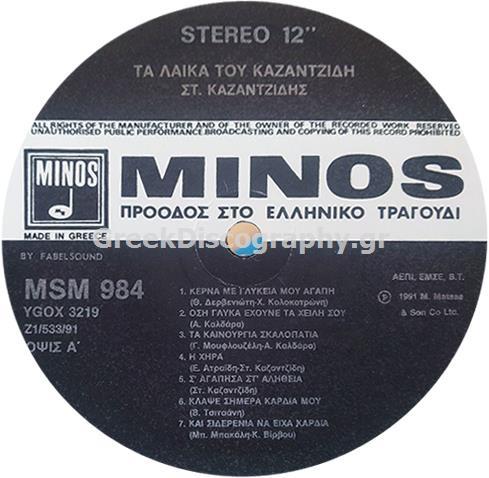 STEREO 12''
ΤΑ ΛΑΙΚΑ ΤΟΥ ΚΑΖΑΝΤΖΙΔΗ
ΣΤ. ΚΑΖΑΝΤΖΙΔΗΣ
ALL RIGHTS OF THE MANUFACTURER AND OF THE OWNER OF THE RECORDED WORK RESERVED
UNAUTHORISED PUBLIC PERFORMANCE.BROADCASTING AND COPYING OF THIS RECORD PROHIBITED
MINOS
MINOS
ΠΡΟΟΔΟΣ ΣΤΟ ΕΛΛΗΝΙΚΟ ΤΡΑΓΟΥΔΙ
MADE IN GREECE
GreekDiscography.gr
BY FABELSOUND
MSM 984
YGOX 3219
Z1/533/91
ΟΨΙΣ Α΄
1. ΚΕΡΝΑ ΜΕ ΓΛΥΚΕΙΑ ΜΟΥ ΑΓΑΠΗ
(Θ. Δερβενιώτη-Χ. Κολοκοτρώνη)
2. ΟΣΗ ΓΛΥΚΑ ΕΧΟΥΝΕ ΤΑ ΧΕΙΛΗ ΣΟΥ
(Α. Καλδάρα)
3. ΤΑ ΚΑΙΝΟΥΡΓΙΑ ΣΚΑΛΟΠΑΤΙΑ
(Γ. Μουφλουζέλη-Α. Καλδάρα)
4. Η ΧΗΡΑ
(Ε. Ατραΐδη-Στ. Καζαντζίδη)
5. Σ' ΑΓΑΠΗΣΑ ΣΤ' ΑΛΗΘΕΙΑ
(Στ. Καζαντζίδη)
6. ΚΛΑΨΕ ΣΗΜΕΡΑ ΚΑΡΔΙΑ ΜΟΥ
(Β. Τσιτσάνη)
7. ΚΑΙ ΣΙΔΕΡΕΝΙΑ ΝΑ ΕΙΧΑ ΚΑΡΔΙΑ
(Μπ. Μπακάλη-Κ. Βίρβου)
ΑΕΠΙ, ΕΜΣΕ, Β.Τ.
℗ 1991 M. Matsas
& Son Co Ltd.